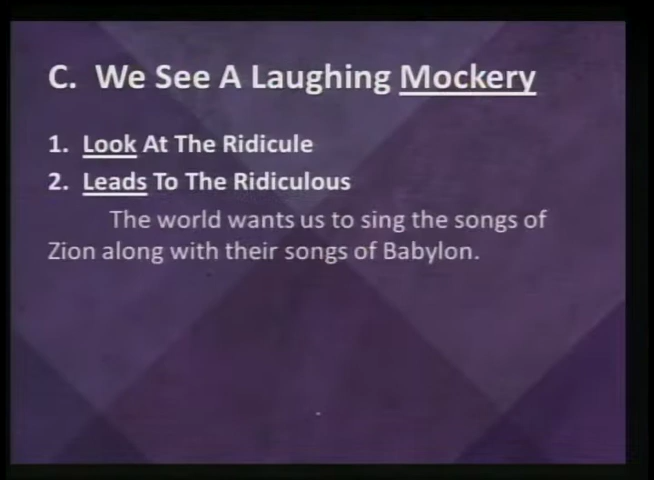 C. We See A Laughing Mockery
1. Look At The Ridicule
2. Leads To The Ridiculous
The world wants us to sing the songs of
Zion along with their songs of Babylon.